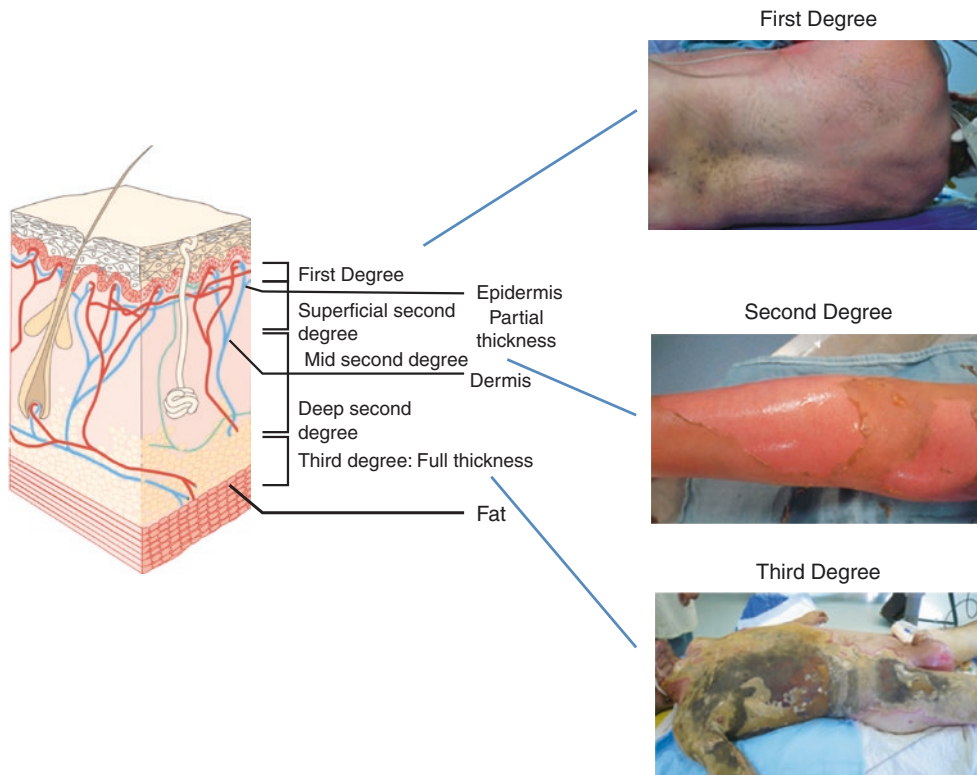 First Degree
First Degree
Superficial second
degree
Mid second degree
Deep second
degree
Third degree: Full thickness
Epidermis
Partial
thickness
Dermis
Fat
Second Degree
Third Degree